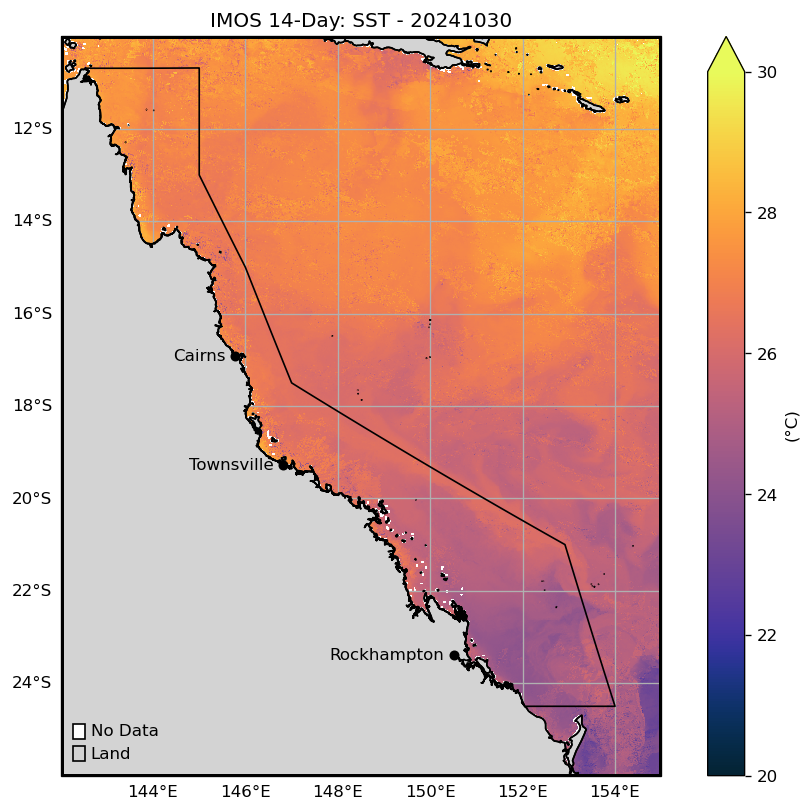 IMOS 14-Day: SST - 20241030
12°S
14°S
16°S
18°S
20°S
22°S
24°S
Cairns
Townsville
Rockhampton
No Data
Land
144°E 146°E 148°E 150°E 152°E 154°E
30
28
26
24
22
20
(°C)